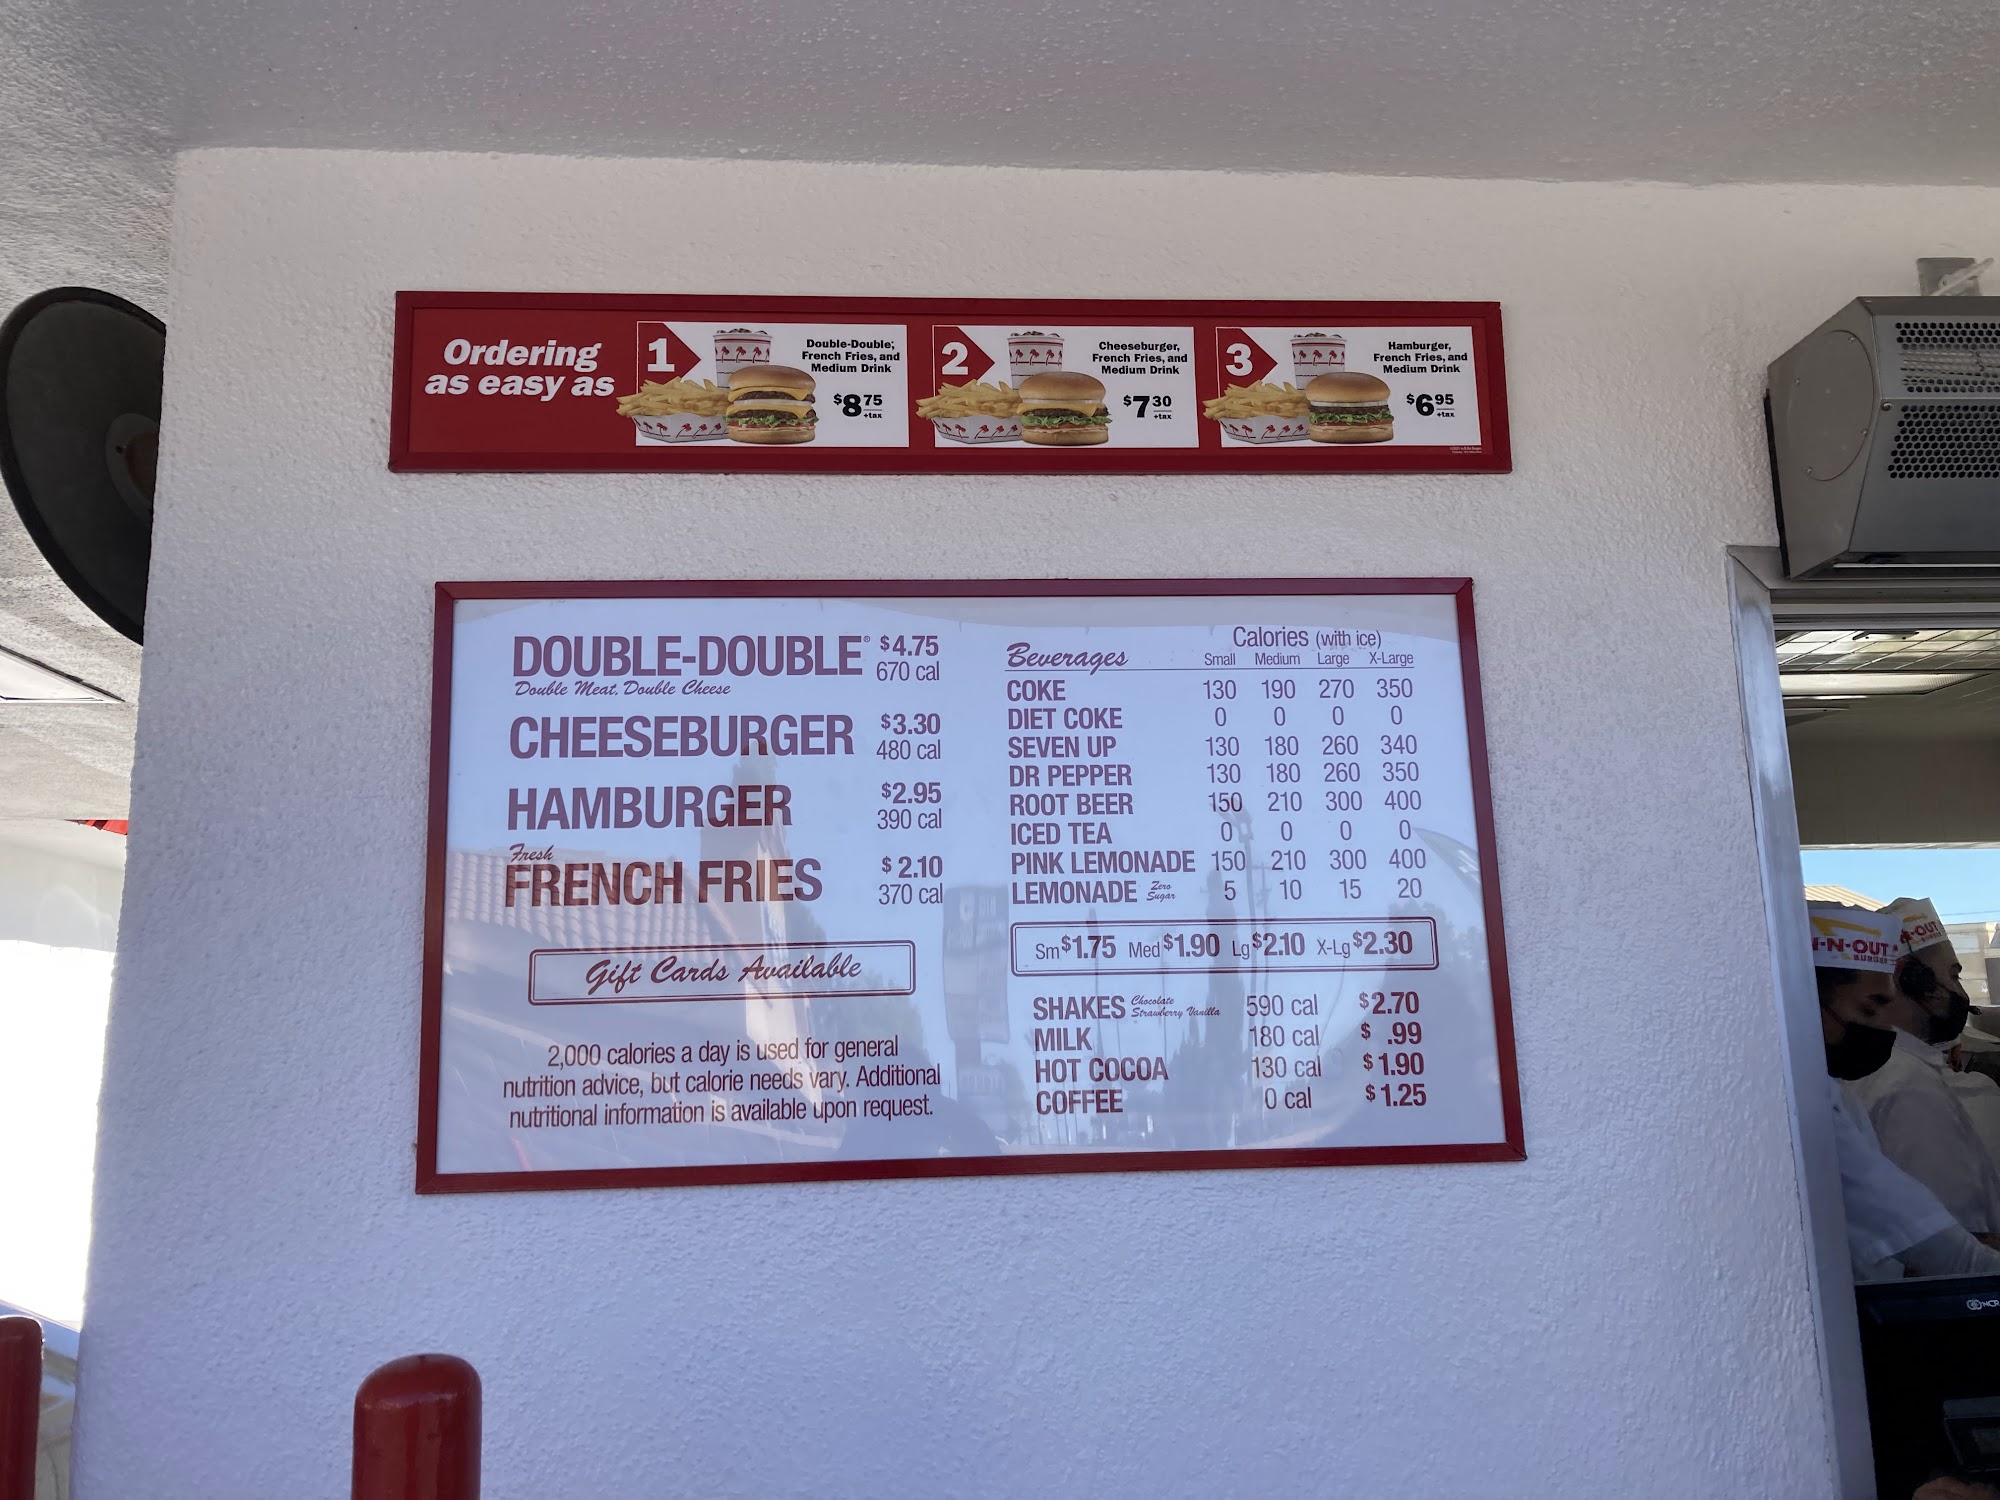 Ordering
as easy as
1
Double-Double,
French Fries, and
Medium Drink
$8 75
+tax
2
Cheeseburger,
French Fries, and
Medium Drink
$7 30
+tax
3
Hamburger,
French Fries, and
Medium Drink
$6 95
+tax
DOUBLE-DOUBLE® $4.75
Double Meat. Double Cheese 670 cal
CHEESEBURGER $3.30
480 cal
HAMBURGER $2.95
390 cal
Fresh
FRENCH FRIES $2.10
370 cal
Gift Cards Available
2,000 calories a day is used for general
nutrition advice, but calorie needs vary. Additional
nutritional information is available upon request.
Calories (with ice)
Beverages Small Medium Large X-Large
COKE 130 190 270 350
DIET COKE 0 0 0 0
SEVEN UP 130 180 260 340
DR PEPPER 130 180 260 350
ROOT BEER 150 210 300 400
ICED TEA 0 0 0 0
PINK LEMONADE 150 210 300 400
LEMONADE Zero Sugar 5 10 15 20
Sm $1.75 Med $1.90 Lg $2.10 X-Lg $2.30
SHAKES Chocolate Strawberry Vanilla 590 cal $2.70
MILK 180 cal $ .99
HOT COCOA 130 cal $1.90
COFFEE 0 cal $1.25
-N-OUT
BURGER
-OUT
NCR